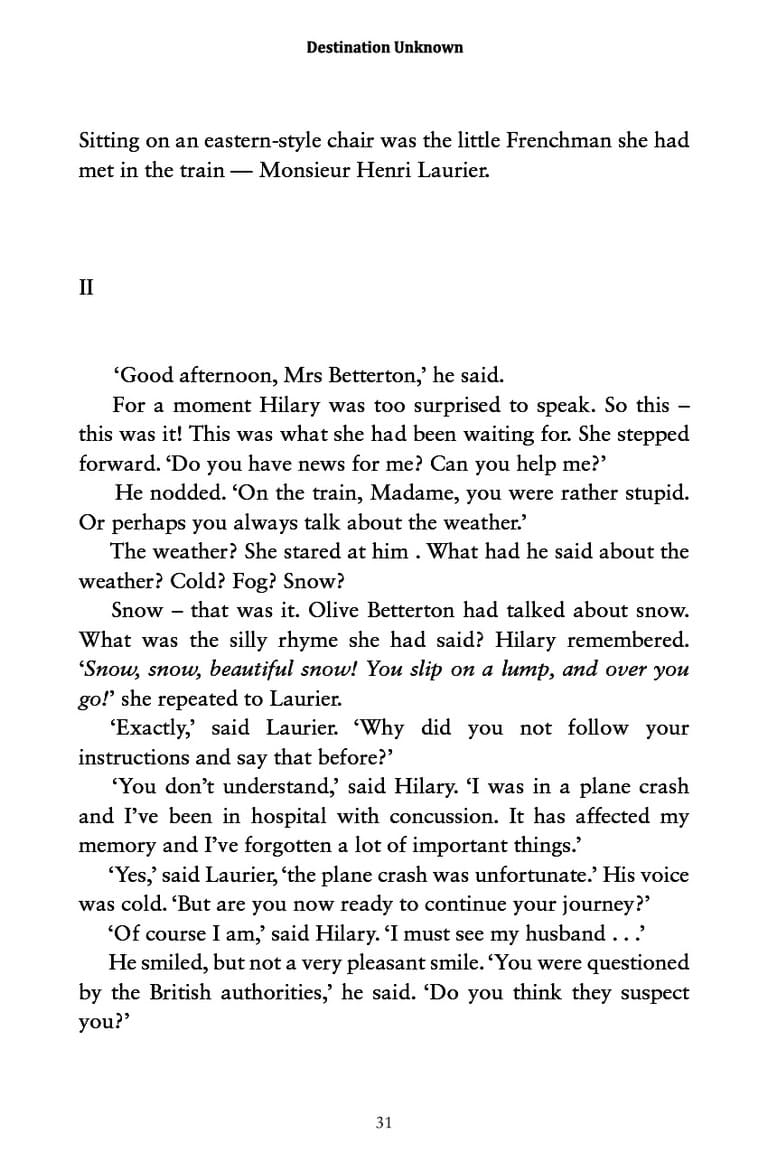 Destination Unknown
Sitting on an eastern-style chair was the little Frenchman she had
met in the train — Monsieur Henri Laurier.
II
‘Good afternoon, Mrs Betterton,’ he said.
For a moment Hilary was too surprised to speak. So this –
this was it! This was what she had been waiting for. She stepped
forward. ‘Do you have news for me? Can you help me?’
He nodded. ‘On the train, Madame, you were rather stupid.
Or perhaps you always talk about the weather.’
The weather? She stared at him . What had he said about the
weather? Cold? Fog? Snow?
Snow – that was it. Olive Betterton had talked about snow.
What was the silly rhyme she had said? Hilary remembered.
‘Snow, snow, beautiful snow! You slip on a lump, and over you
go!’ she repeated to Laurier.
‘Exactly,’ said Laurier. ‘Why did you not follow your
instructions and say that before?’
‘You don’t understand,’ said Hilary. ‘I was in a plane crash
and I’ve been in hospital with concussion. It has affected my
memory and I’ve forgotten a lot of important things.’
‘Yes,’ said Laurier, ‘the plane crash was unfortunate.’ His voice
was cold. ‘But are you now ready to continue your journey?’
‘Of course I am,’ said Hilary. ‘I must see my husband . . .’
He smiled, but not a very pleasant smile. ‘You were questioned
by the British authorities,’ he said. ‘Do you think they suspect
you?’
31